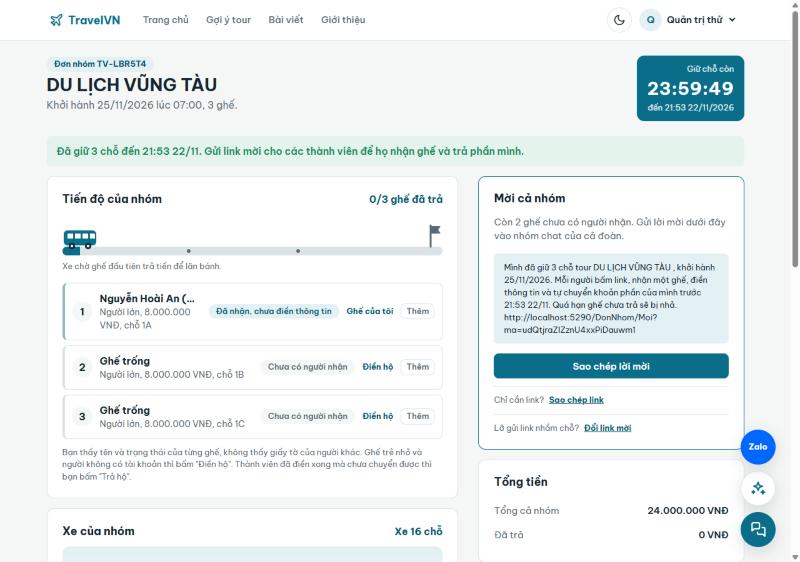 TravelVN
Trang chủ
Gợi ý tour
Bài viết
Giới thiệu
Q
Quản trị thử
Đơn nhóm TV-LBR5T4
DU LỊCH VŨNG TÀU
Khởi hành 25/11/2026 lúc 07:00, 3 ghế.
Giữ chỗ còn
23:59:49
đến 21:53 22/11/2026
Đã giữ 3 chỗ đến 21:53 22/11. Gửi link mời cho các thành viên để họ nhận ghế và trả phần mình.
Tiến độ của nhóm
0/3 ghế đã trả
Xe chờ ghế đầu tiên trả tiền để lăn bánh.
1
Nguyễn Hoài An (...
Người lớn, 8.000.000
VNĐ, chỗ 1A
Đã nhận, chưa điền thông tin
Ghế của tôi
Thêm
2
Ghế trống
Người lớn, 8.000.000 VNĐ, chỗ 1B
Chưa có người nhận
Điền hộ
Thêm
3
Ghế trống
Người lớn, 8.000.000 VNĐ, chỗ 1C
Chưa có người nhận
Điền hộ
Thêm
Bạn thấy tên và trạng thái của từng ghế, không thấy giấy tờ của người khác. Ghế trẻ nhỏ và
người không có tài khoản thì bấm "Điền hộ". Thành viên đã điền xong mà chưa chuyển được thì
bạn bấm "Trả hộ".
Xe của nhóm
Xe 16 chỗ
Mời cả nhóm
Còn 2 ghế chưa có người nhận. Gửi lời mời dưới đây
vào nhóm chat của cả đoàn.
Mình đã giữ 3 chỗ tour DU LỊCH VŨNG TÀU , khởi hành
25/11/2026. Mỗi người bấm link, nhận một ghế, điền
thông tin và tự chuyển khoản phần của mình trước
21:53 22/11. Quá hạn ghế chưa trả sẽ bị nhả.
http://localhost:5290/DonNhom/Moi?
ma=udQtjraZIZznU4xxPiDauwm1
Sao chép lời mời
Chỉ cần link? Sao chép link
Lỡ gửi link nhầm chỗ? Đổi link mời
Tổng tiền
Tổng cả nhóm
24.000.000 VNĐ
Đã trả
0 VNĐ
Zalo